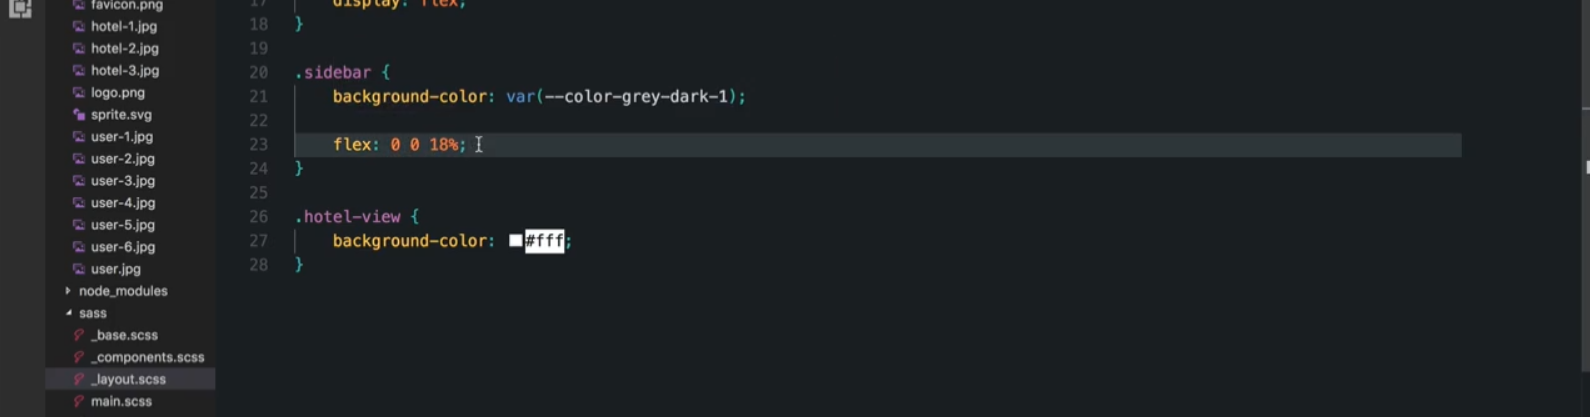 favicon.png
hotel-1.jpg
hotel-2.jpg
hotel-3.jpg
logo.png
sprite.svg
user-1.jpg
user-2.jpg
user-3.jpg
user-4.jpg
user-5.jpg
user-6.jpg
user.jpg
node_modules
sass
_base.scss
_components.scss
_layout.scss
main.scss
17 display: flex;
18 }
19
20 .sidebar {
21 background-color: var(--color-grey-dark-1);
22
23 flex: 0 0 18%;
24 }
25
26 .hotel-view {
27 background-color: #fff;
28 }